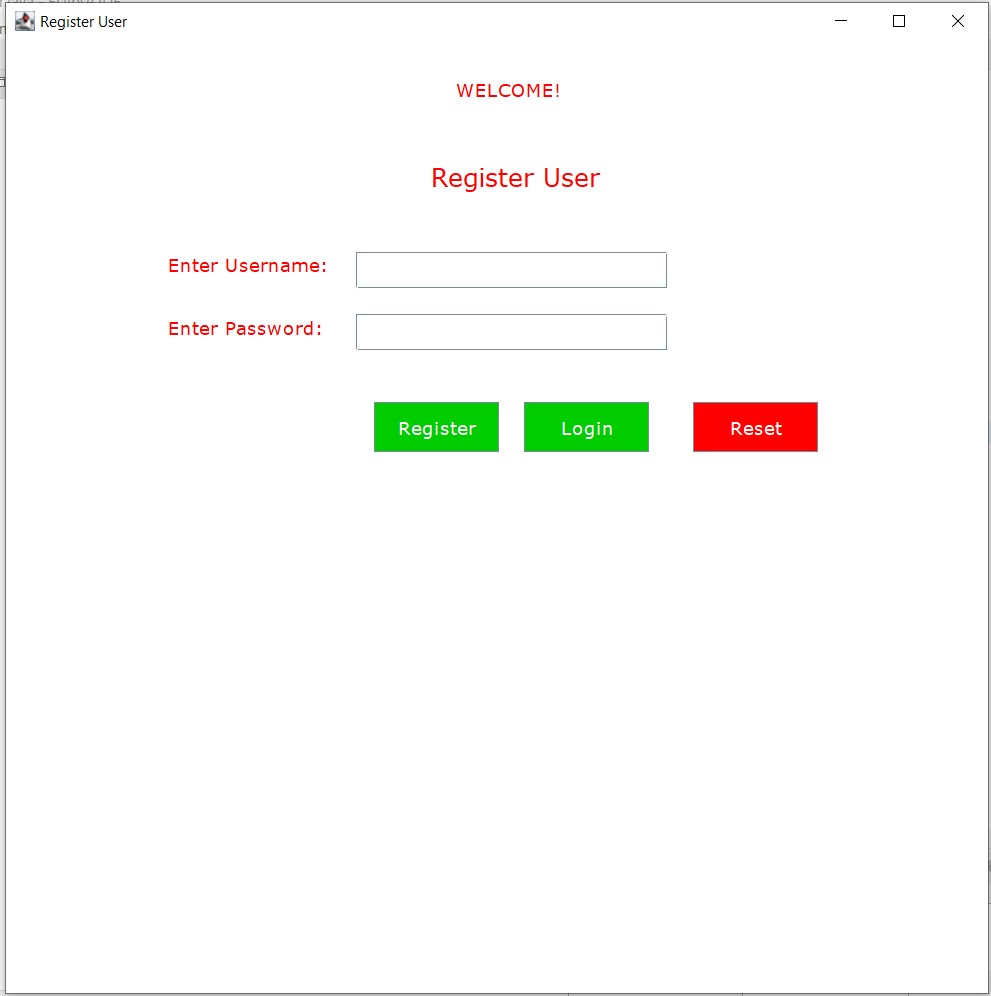 Register User
WELCOME!
Register User
Enter Username:
Enter Password:
Register Login Reset